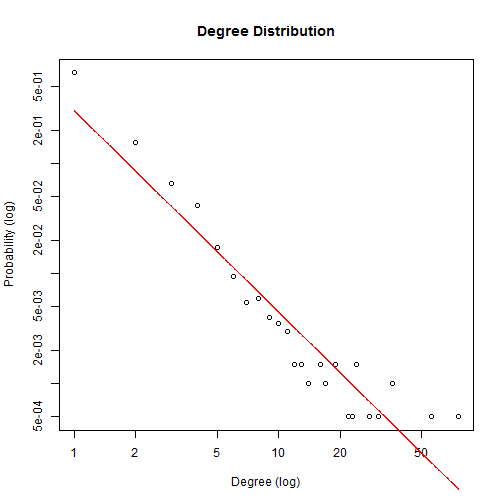 Degree Distribution
Probability (log)
5e-01
2e-01
5e-02
2e-02
5e-03
2e-03
5e-04
1 2 5 10 20 50
Degree (log)